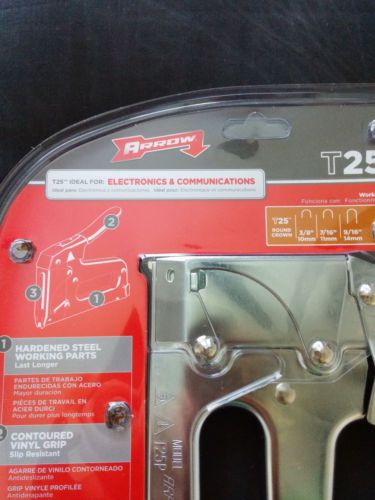 ARROW
T25
T25™ IDEAL FOR: ELECTRONICS & COMMUNICATIONS
Ideal para: Electrónica y comunicaciones. Idéal pour: Électronique et communications
Funciona con:
T25™
ROUND
CROWN
3/8"
10mm
7/16"
11mm
9/16"
14mm
2
3
1
1
HARDENED STEEL
WORKING PARTS
Last Longer
PARTES DE TRABAJO
ENDURECIDAS CON ACERO
Mayor duración
PIÈCES DE TRAVAIL EN
ACIER DURCI
Pour durer plus longtemps
2
CONTOURED
VINYL GRIP
Slip Resistant
AGARRE DE VINILO CONTORNEADO
Antideslizante
GRIP VINYLE PROFILÉE
Antidérapante
MODEL
T25P